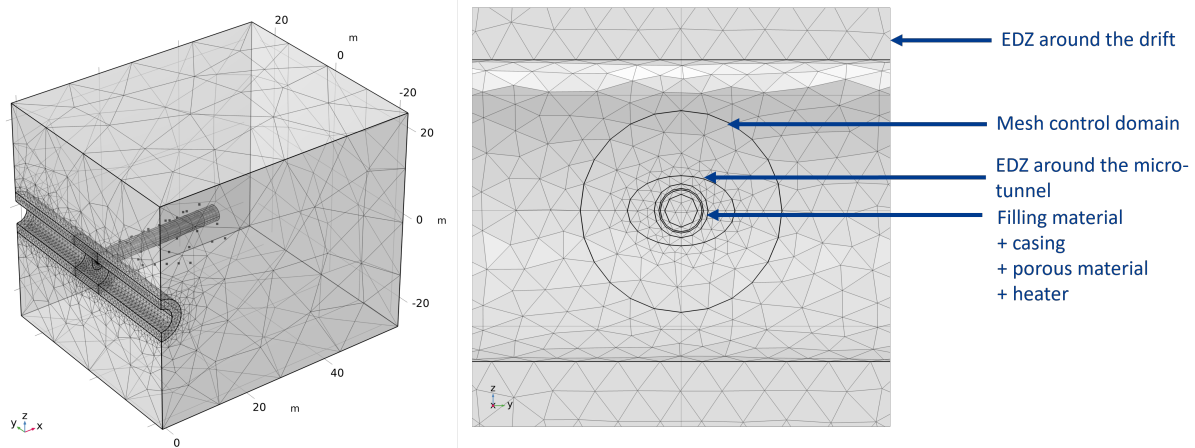 20
m
0
-20
20
0
m
-20
40
20
m
0
y z x
EDZ around the drift
Mesh control domain
EDZ around the micro-
tunnel
Filling material
+ casing
+ porous material
+ heater
z
x y